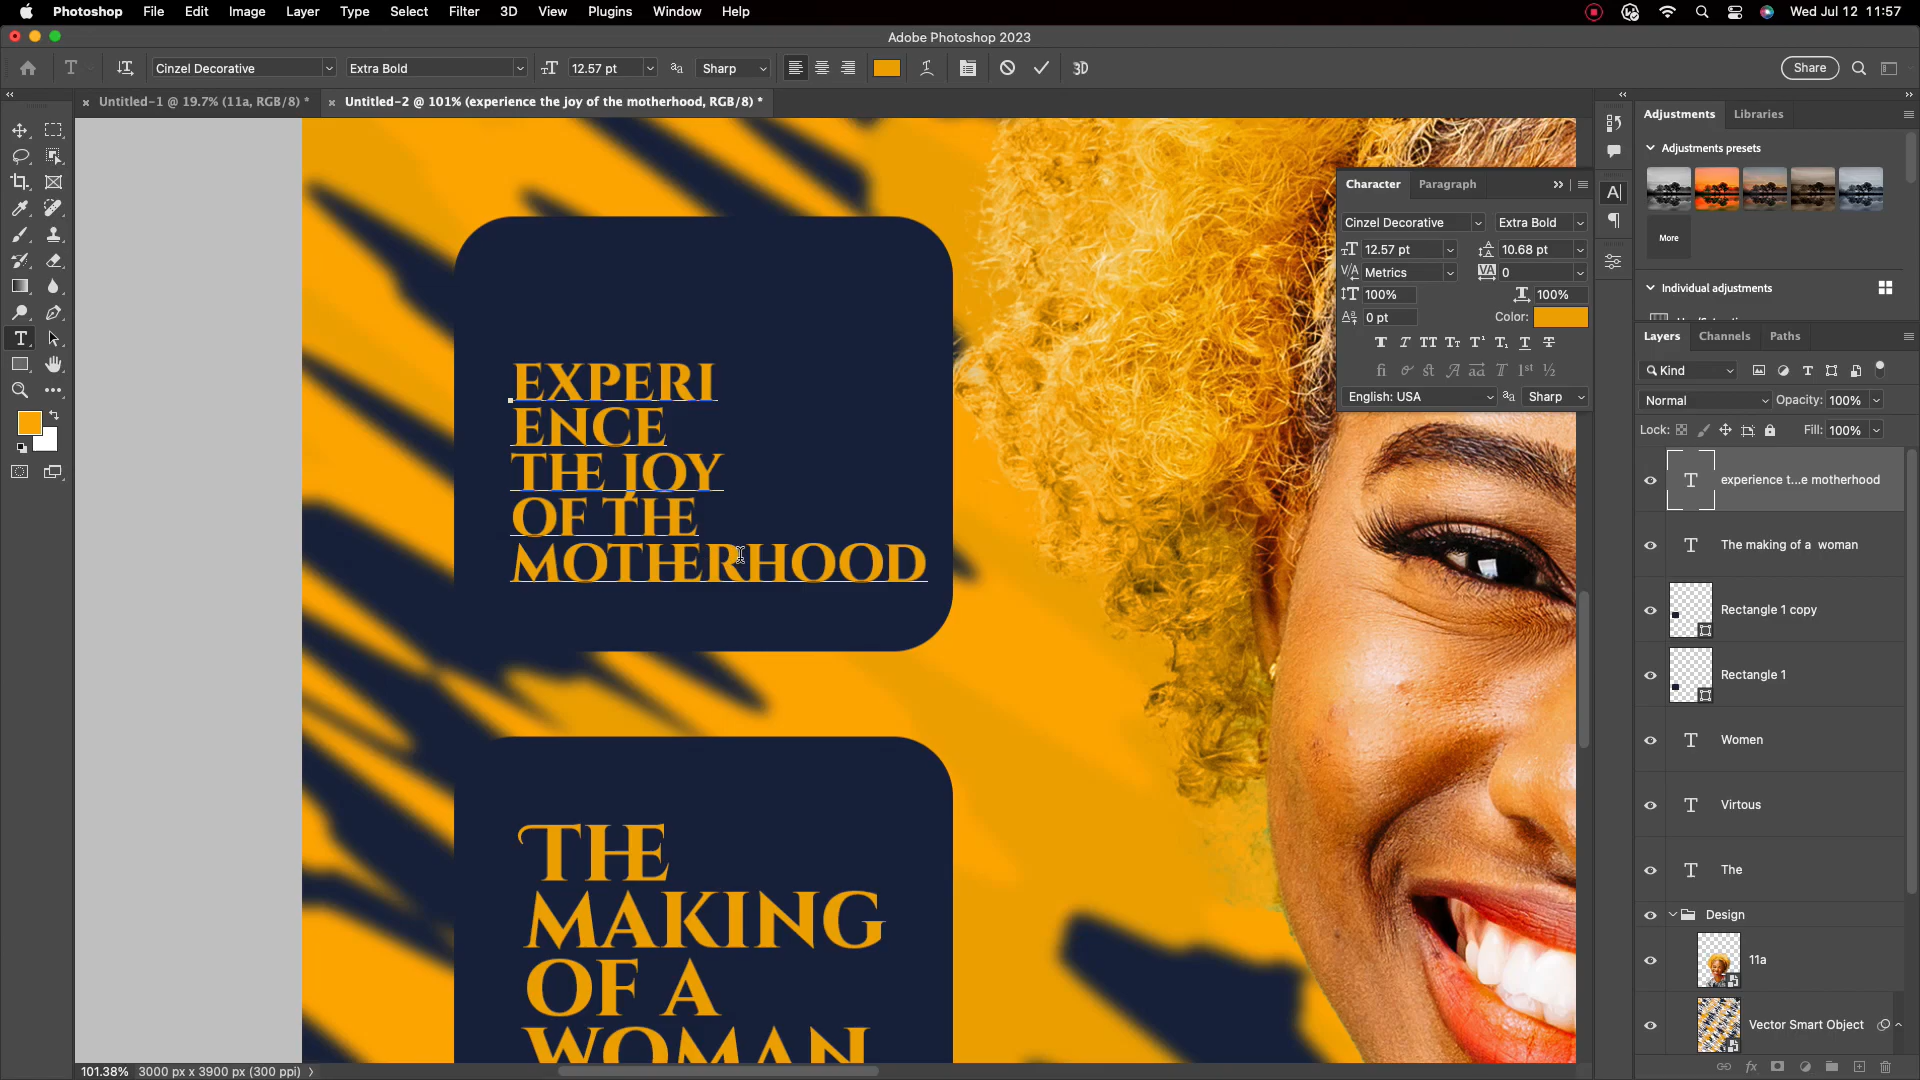 Photoshop File Edit Image Layer Type Select Filter 3D View Plugins Window Help Wed Jul 12 11:57
Adobe Photoshop 2023
Cinzel Decorative Extra Bold 12.57 pt Sharp 3D Share
Untitled-1 @ 19.7% (11a, RGB/8) * Untitled-2 @ 101% (experience the joy of the motherhood, RGB/8) *
EXPERI
ENCE
THE JOY
OF THE
MOTHERHOOD
THE
MAKING
OF A
WOMAN
Character Paragraph
Cinzel Decorative Extra Bold
12.57 pt 10.68 pt
Metrics 0
100% 100%
0 pt Color:
English: USA Sharp
Adjustments Libraries
Adjustments presets
More
Individual adjustments
Layers Channels Paths
Kind
Normal Opacity: 100%
Lock: Fill: 100%
experience t...e motherhood
The making of a woman
Rectangle 1 copy
Rectangle 1
Women
Virtous
The
Design
11a
Vector Smart Object
101.38% 3000 px x 3900 px (300 ppi)